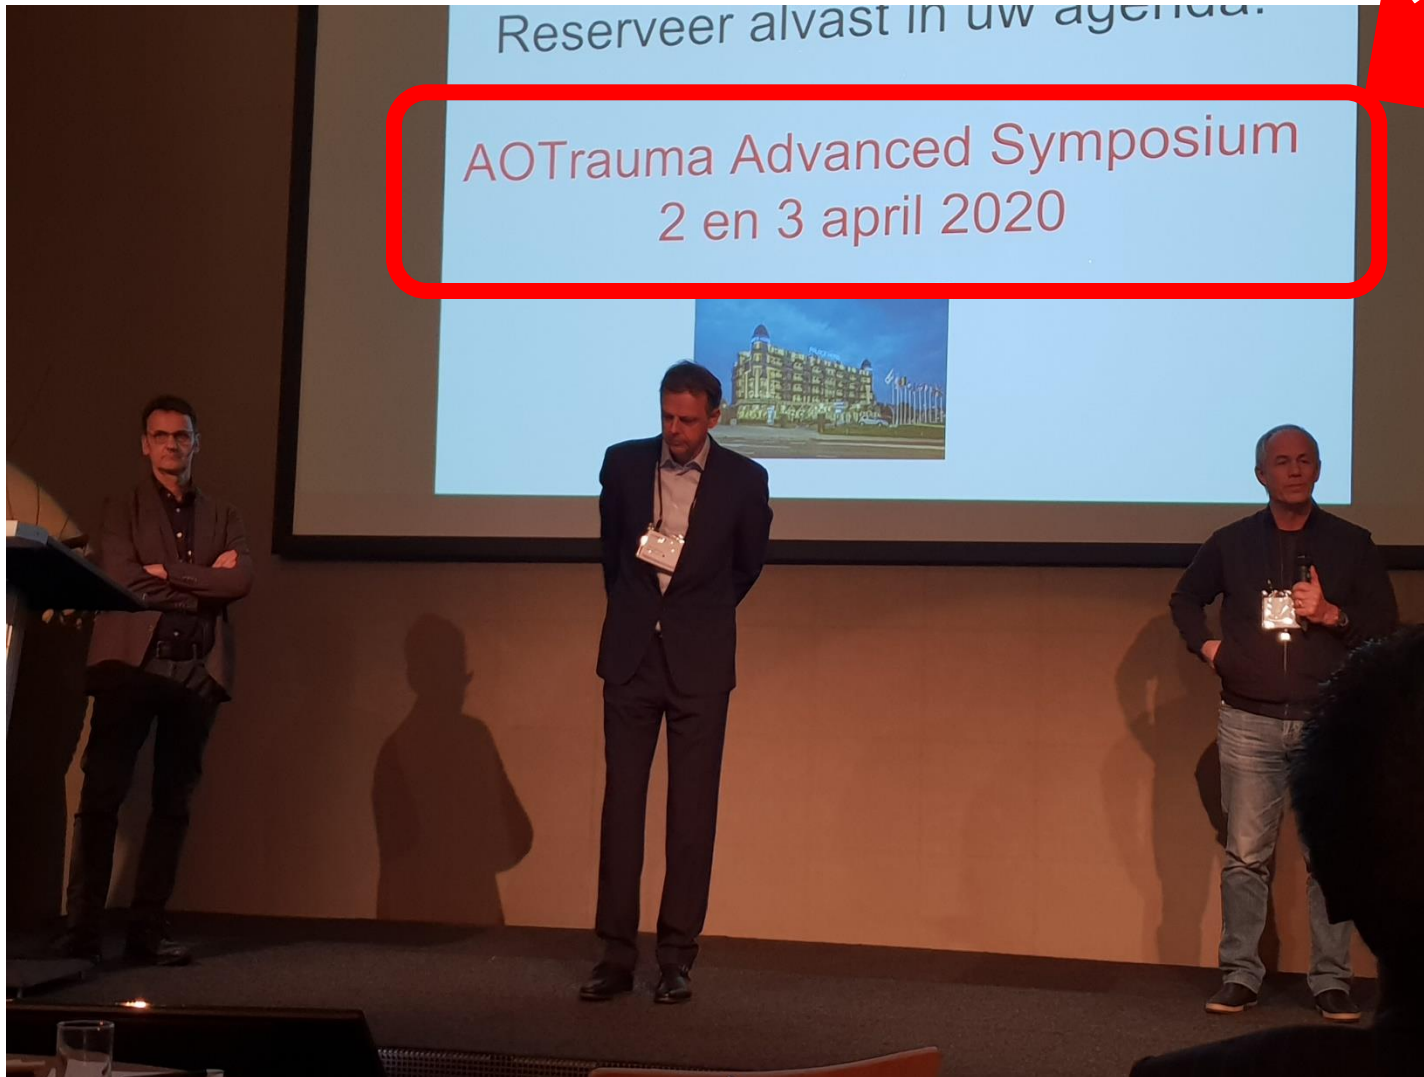 Reserveer alvast in uw agenda:
AOTrauma Advanced Symposium
2 en 3 april 2020